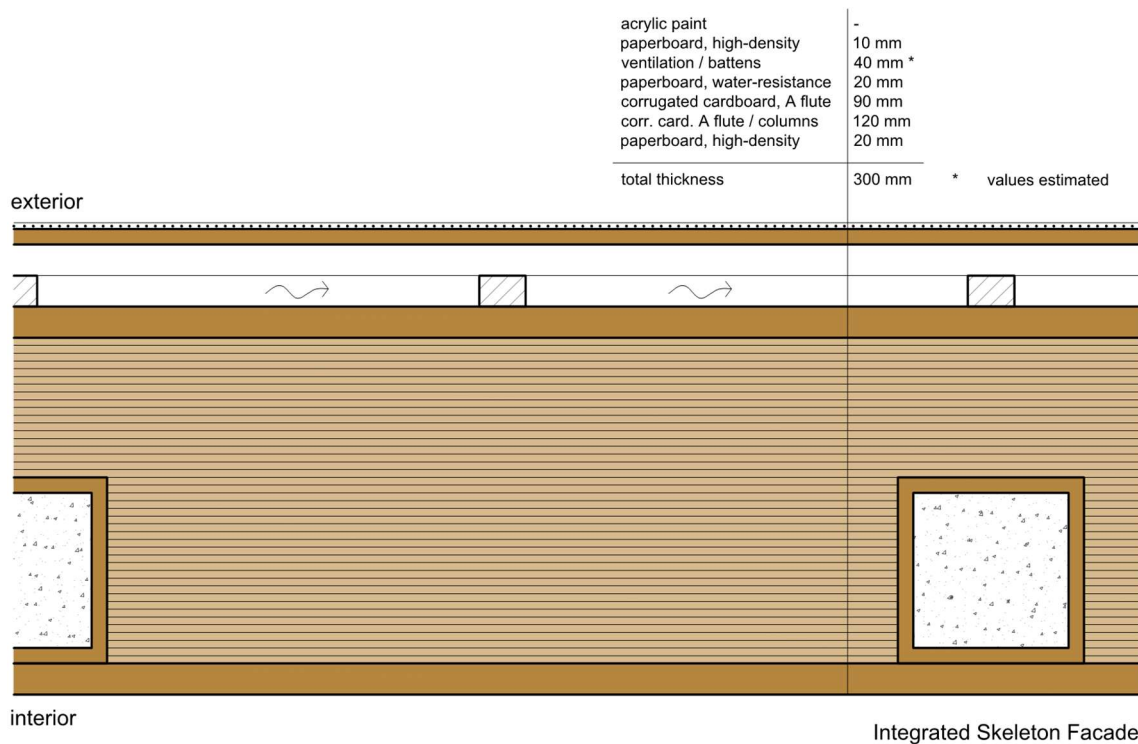 acrylic paint -
paperboard, high-density 10 mm
ventilation / battens 40 mm *
paperboard, water-resistance 20 mm
corrugated cardboard, A flute 90 mm
corr. card. A flute / columns 120 mm
paperboard, high-density 20 mm
total thickness 300 mm * values estimated
exterior
interior
Integrated Skeleton Facade